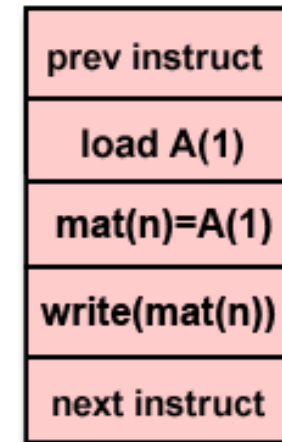 prev instruct
load A(1)
mat(n)=A(1)
write(mat(n))
next instruct